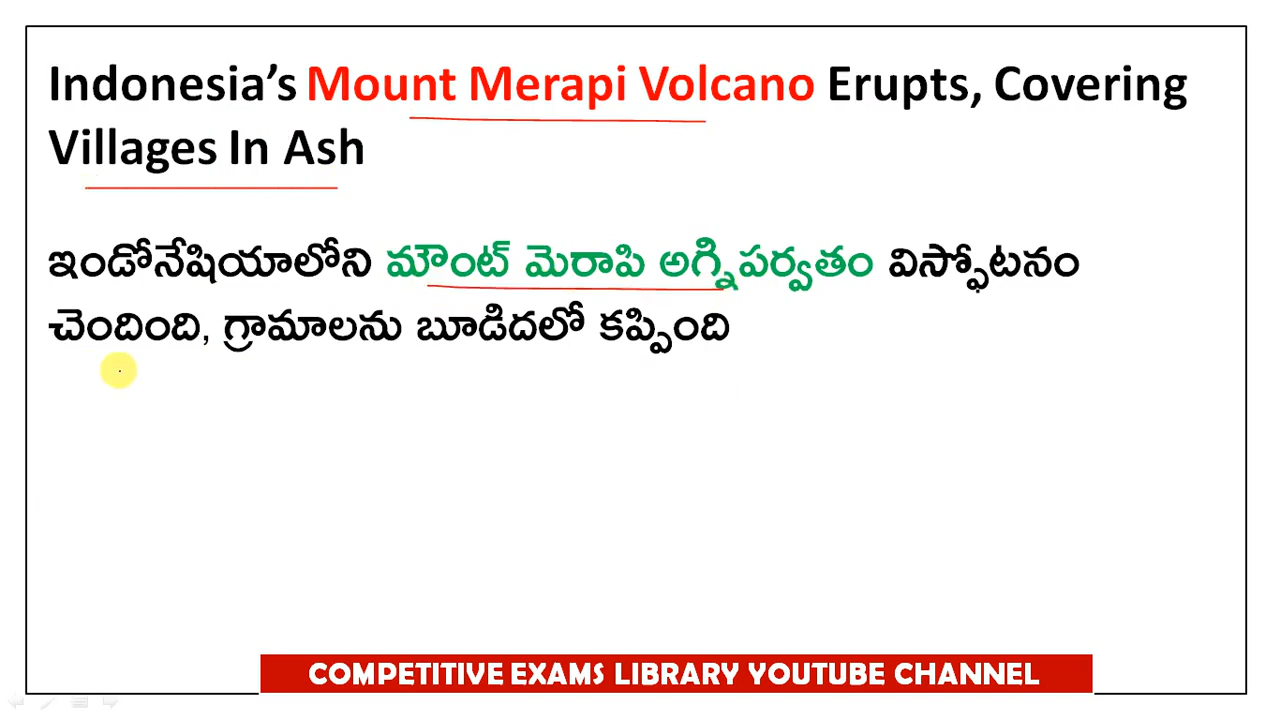 Indonesia’s Mount Merapi Volcano Erupts, Covering
Villages In Ash
ఇండోనేషియాలోని మౌంట్ మెరాపి అగ్నిపర్వతం విస్ఫోటనం
చెందింది, గ్రామాలను బూడిదలో కప్పింది
COMPETITIVE EXAMS LIBRARY YOUTUBE CHANNEL